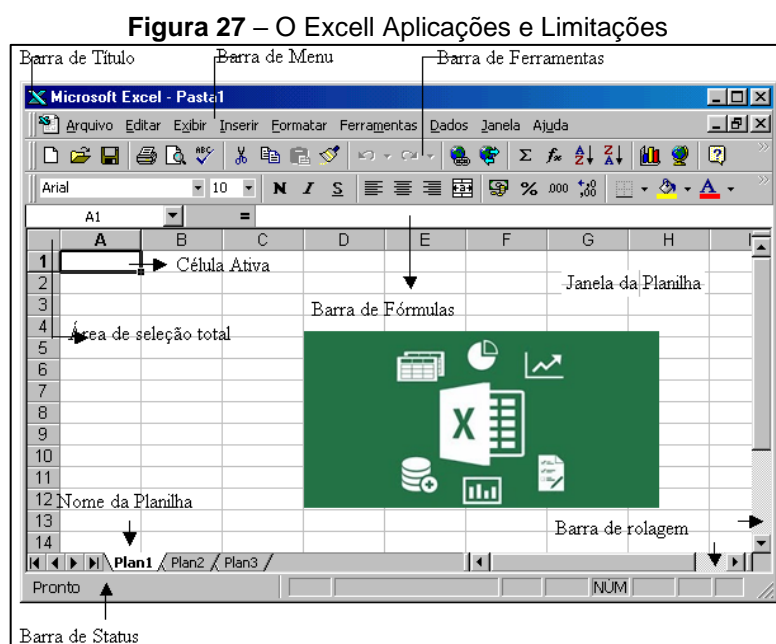 Figura 27 – O Excell Aplicações e Limitações
Barra de Título Barra de Menu Barra de Ferramentas
Microsoft Excel - Pasta1
Arquivo Editar Exibir Inserir Formatar Ferramentas Dados Janela Ajuda
ABC Σ fx A Z Z A ?
Arial 10 N I S % .000 A
A1 =
A B C D E F G H I
1
Célula Ativa
2 Janela da Planilha
3 Barra de Fórmulas
4 Área de seleção total
5
6
7
8
X
9
10
11
12 Nome da Planilha
13 Barra de rolagem
14
Plan1 Plan2 Plan3
Pronto NÚM
Barra de Status